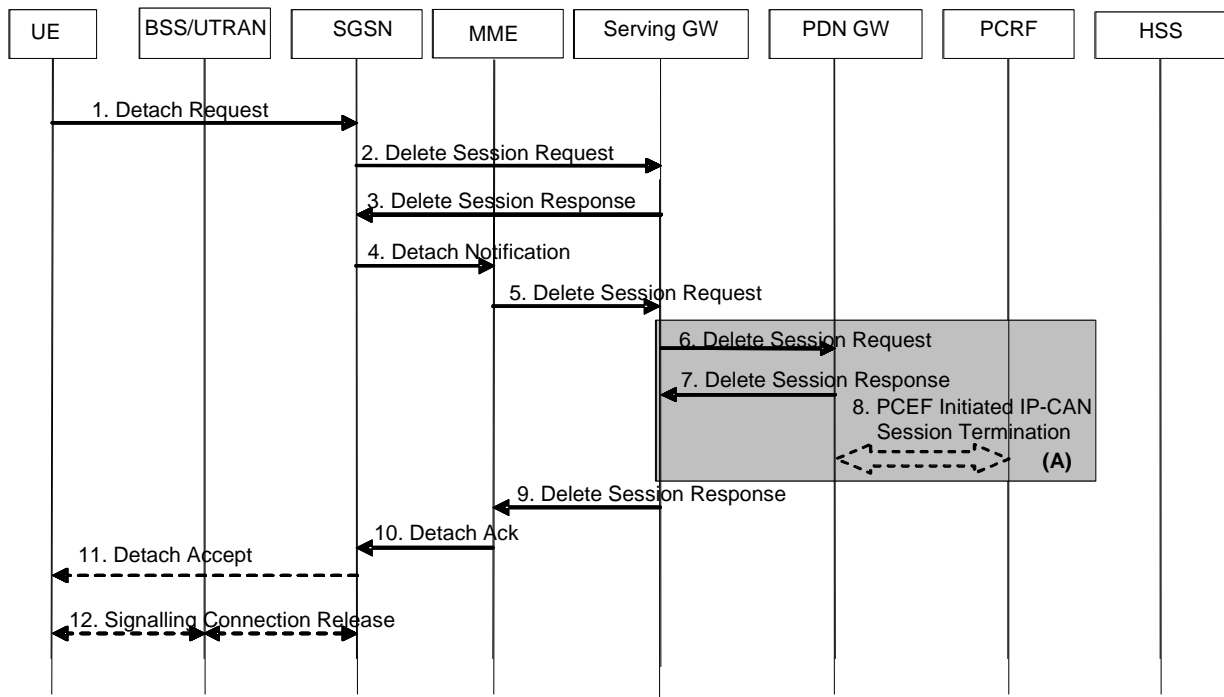 UE
BSS/UTRAN
SGSN
MME
Serving GW
PDN GW
PCRF
HSS
1. Detach Request
2. Delete Session Request
3. Delete Session Response
4. Detach Notification
5. Delete Session Request
6. Delete Session Request
7. Delete Session Response
8. PCEF Initiated IP-CAN
Session Termination
(A)
9. Delete Session Response
10. Detach Ack
11. Detach Accept
12. Signalling Connection Release